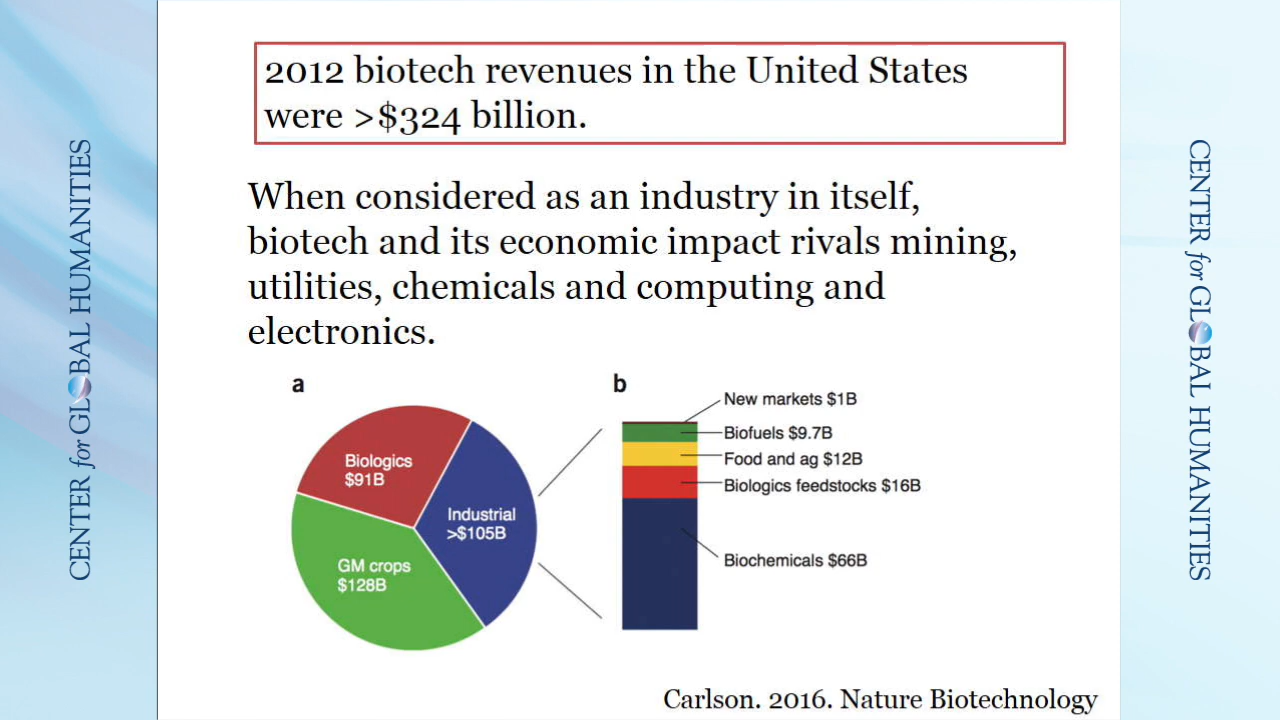 CENTER for GLOBAL HUMANITIES
2012 biotech revenues in the United States
were >$324 billion.
When considered as an industry in itself,
biotech and its economic impact rivals mining,
utilities, chemicals and computing and
electronics.
a
Biologics
$91B
Industrial
>$105B
GM crops
$128B
b
New markets $1B
Biofuels $9.7B
Food and ag $12B
Biologics feedstocks $16B
Biochemicals $66B
Carlson. 2016. Nature Biotechnology
CENTER for GLOBAL HUMANITIES